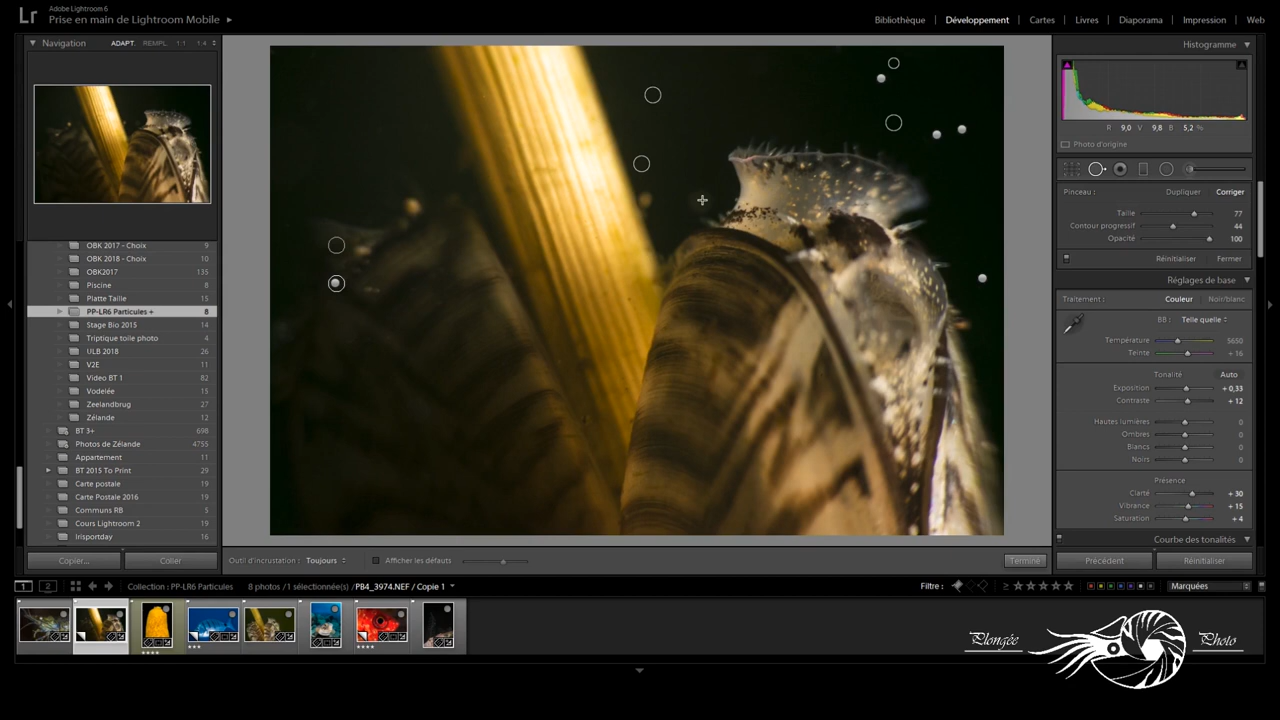 Lr
Adobe Lightroom 6
Prise en main de Lightroom Mobile
Bibliothèque | Développement | Cartes | Livres | Diaporama | Impression | Web
Navigation ADAPT. REMPL. 1:1 1:4
OBK 2017 - Choix 9
OBK 2018 - Choix 10
OBK2017 135
Piscine 8
Platte Taille 15
PP-LR6 Particules + 8
Stage Bio 2015 14
Triptique toile photo 4
ULB 2018 26
V2E 11
Video BT 1 82
Vodelée 15
Zeelandbrug 27
Zélande 12
BT 3+ 698
Photos de Zélande 4755
Appartement 11
BT 2015 To Print 29
Carte postale 19
Carte Postale 2016 19
Communs RB 5
Cours Lightroom 2 19
Irisportday 16
Copier... Coller
Outil d'incrustation : Toujours Afficher les défauts Terminé
Histogramme
R 9,0 V 9,8 B 5,2 %
Photo d'origine
Pinceau : Dupliquer Corriger
Taille 77
Contour progressif 44
Opacité 100
Réinitialiser Fermer
Réglages de base
Traitement : Couleur | Noir/blanc
BB : Telle quelle
Température 5650
Teinte + 16
Tonalité Auto
Exposition + 0,33
Contraste + 12
Hautes lumières 0
Ombres 0
Blancs 0
Noirs 0
Présence
Clarté + 30
Vibrance + 15
Saturation + 4
Courbe des tonalités
Précédent Réinitialiser
1 2 Collection : PP-LR6 Particules 8 photos /1 sélectionnée(s) /PB4_3974.NEF / Copie 1 Filtre : ≥ ★★★★★ Marquées
Plongée Photo